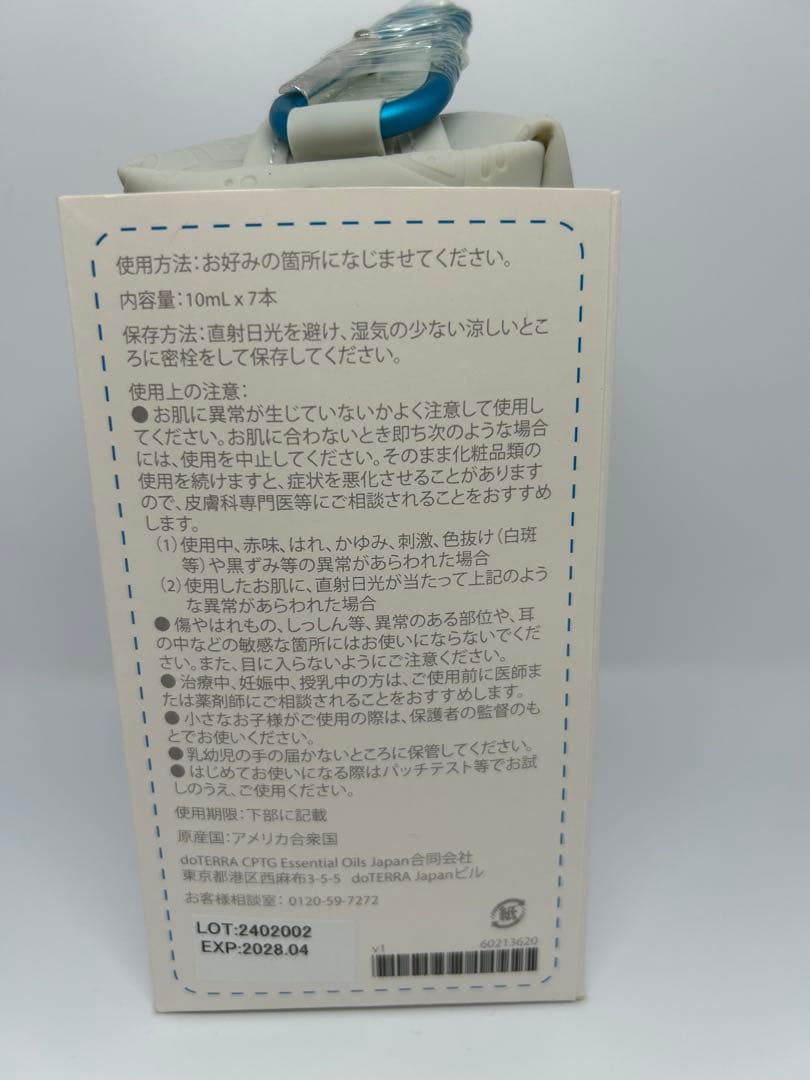 使用方法：お好みの箇所になじませてください。
内容量：10mL x 7本
保存方法：直射日光を避け、湿気の少ない涼しいとこ
ろに密栓をして保存してください。
使用上の注意：
● お肌に異常が生じていないかよく注意して使用し
てください。お肌に合わないとき即ち次のような場合
には、使用を中止してください。そのまま化粧品類の
使用を続けますと、症状を悪化させることがあります
ので、皮膚科専門医等にご相談されることをおすすめ
します。
（1）使用中、赤味、はれ、かゆみ、刺激、色抜け（白斑
等）や黒ずみ等の異常があらわれた場合
（2）使用したお肌に、直射日光が当たって上記のよう
な異常があらわれた場合
● 傷やはれもの、しっしん等、異常のある部位や、耳
の中などの敏感な箇所にはお使いにならないでくだ
さい。また、目に入らないようにご注意ください。
● 治療中、妊娠中、授乳中の方は、ご使用前に医師ま
たは薬剤師にご相談されることをおすすめします。
● 小さなお子様がご使用の際は、保護者の監督のも
とでお使いください。
● 乳幼児の手の届かないところに保管してください。
● はじめてお使いになる際はパッチテスト等でお試
しのうえ、ご使用ください。
使用期限：下部に記載
原産国：アメリカ合衆国
doTERRA CPTG Essential Oils Japan合同会社
東京都港区西麻布3-5-5 doTERRA Japanビル
お客様相談室： 0120-59-7272
紙
LOT:2402002
EXP:2028.04
v1 60213620